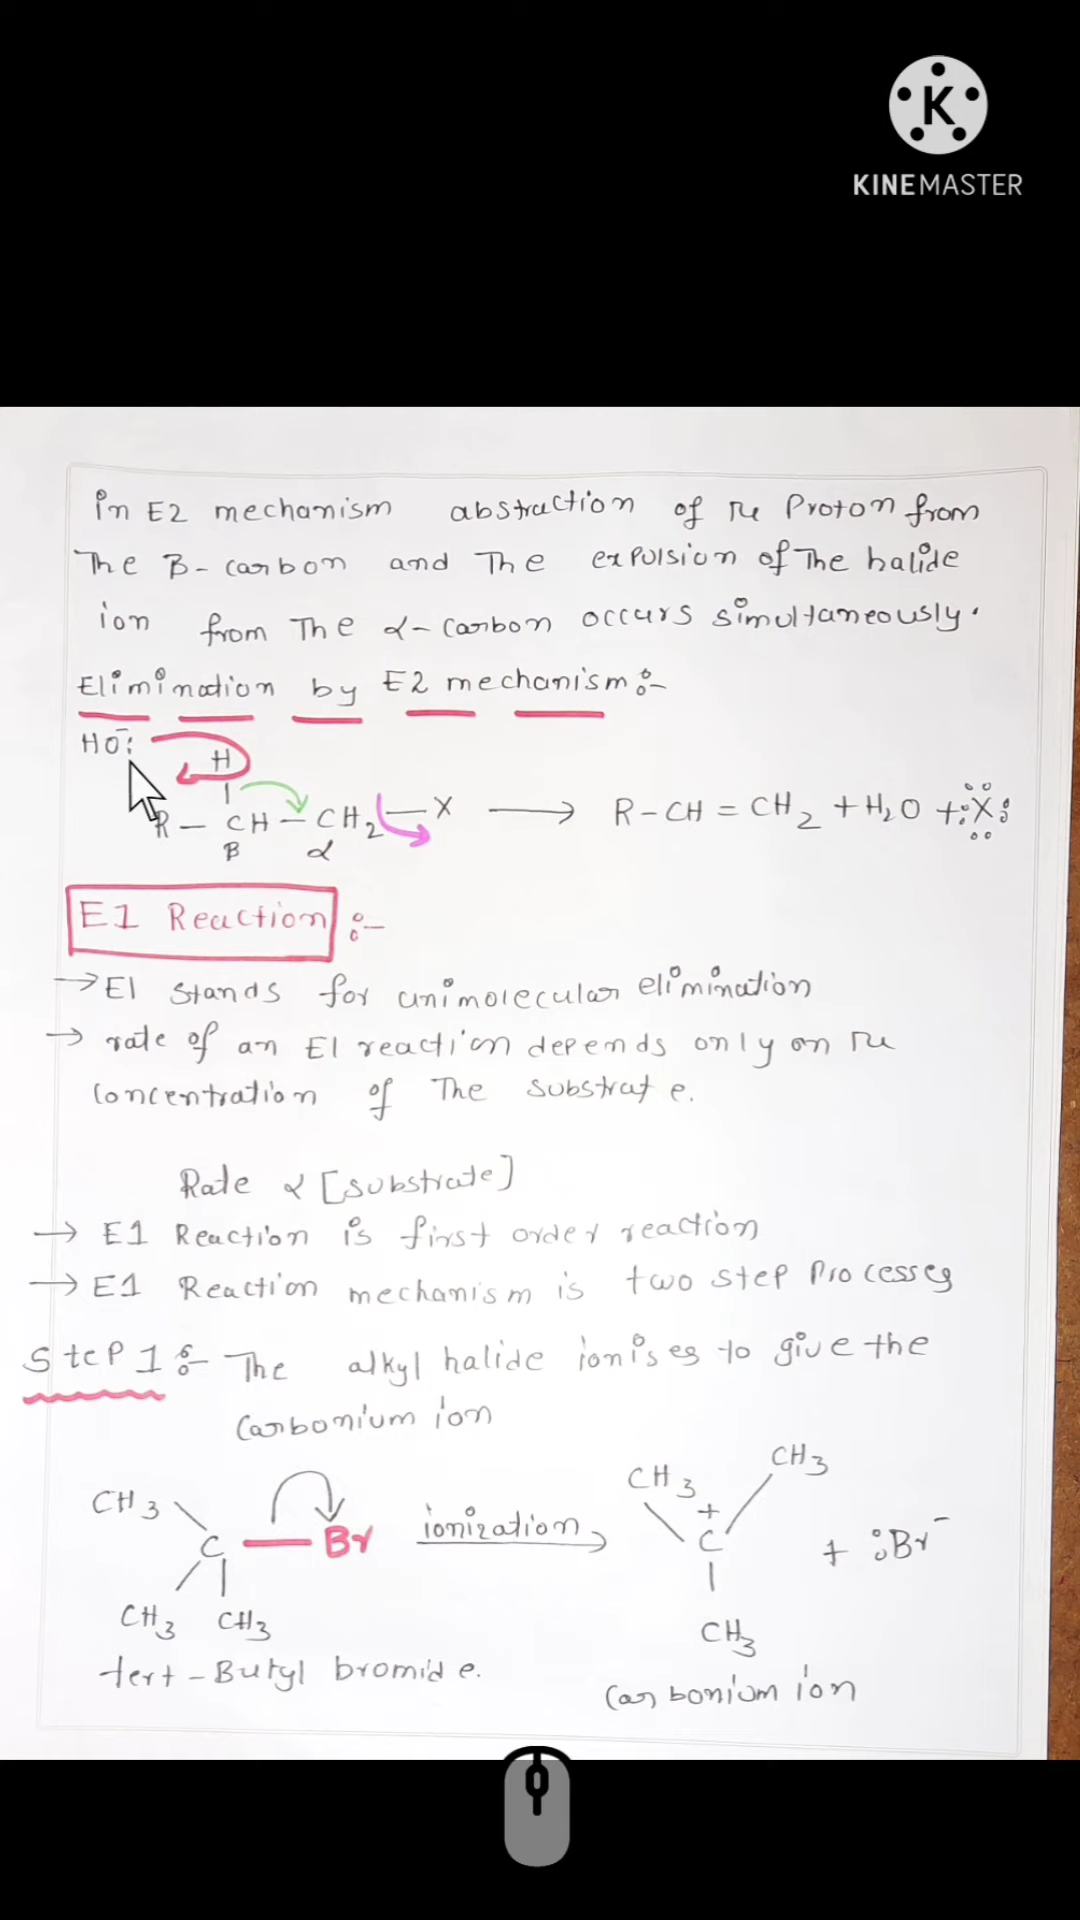 K
KINEMASTER
in E2 mechanism abstraction of The Proton from
The B-carbon and The expulsion of The halide
ion from The α-carbon occurs simultaneously.
Elimination by E2 mechanism:-
HO⁻:
H
R - CH - CH₂ - X → R-CH = CH₂ + H₂O + :X:
B α
E1 Reaction :-
→ E1 stands for unimolecular elimination
→ rate of an E1 reaction depends only on The
concentration of The substrate.
Rate α [substrate]
→ E1 Reaction is first order reaction
→ E1 Reaction mechanism is two step Processes
Step 1:- The alkyl halide ionises to give the
carbonium ion
CH₃ CH₃ CH₃
C - Br ionization → C⁺ + :Br⁻
CH₃ CH₃ CH₃
tert-Butyl bromide.
carbonium ion